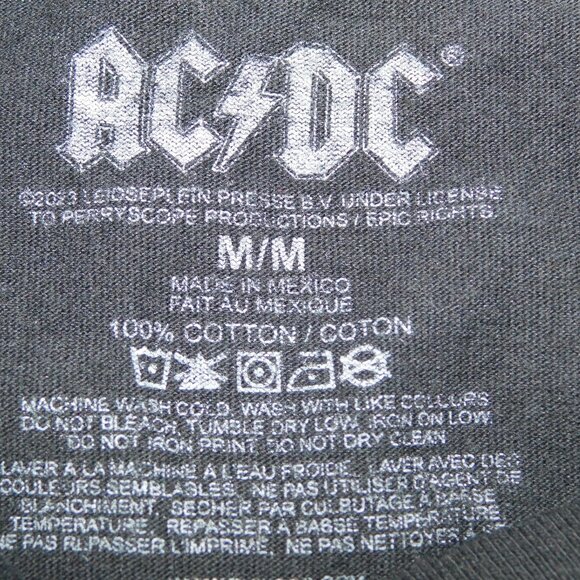 AC/DC®
©2023 LEIDSEPLEIN PRESSE B.V. UNDER LICENSE
TO PERRYSCOPE PRODUCTIONS / EPIC RIGHTS.
M/M
MADE IN MEXICO
FAIT AU MEXIQUE
100% COTTON / COTON
MACHINE WASH COLD. WASH WITH LIKE COLOURS
DO NOT BLEACH. TUMBLE DRY LOW. IRON ON LOW
DO NOT IRON PRINT. DO NOT DRY CLEAN
LAVER A LA MACHINE A L'EAU FROIDE. LAVER AVEC DES
COULEURS SEMBLABLES. NE PAS UTILISER D'AGENT DE
BLANCHIMENT. SECHER PAR CULBUTAGE A BASSE
TEMPERATURE. REPASSER A BASSE TEMPERATURE.
NE PAS REPASSER L'IMPRIME. NE PAS NETTOYER A SEC